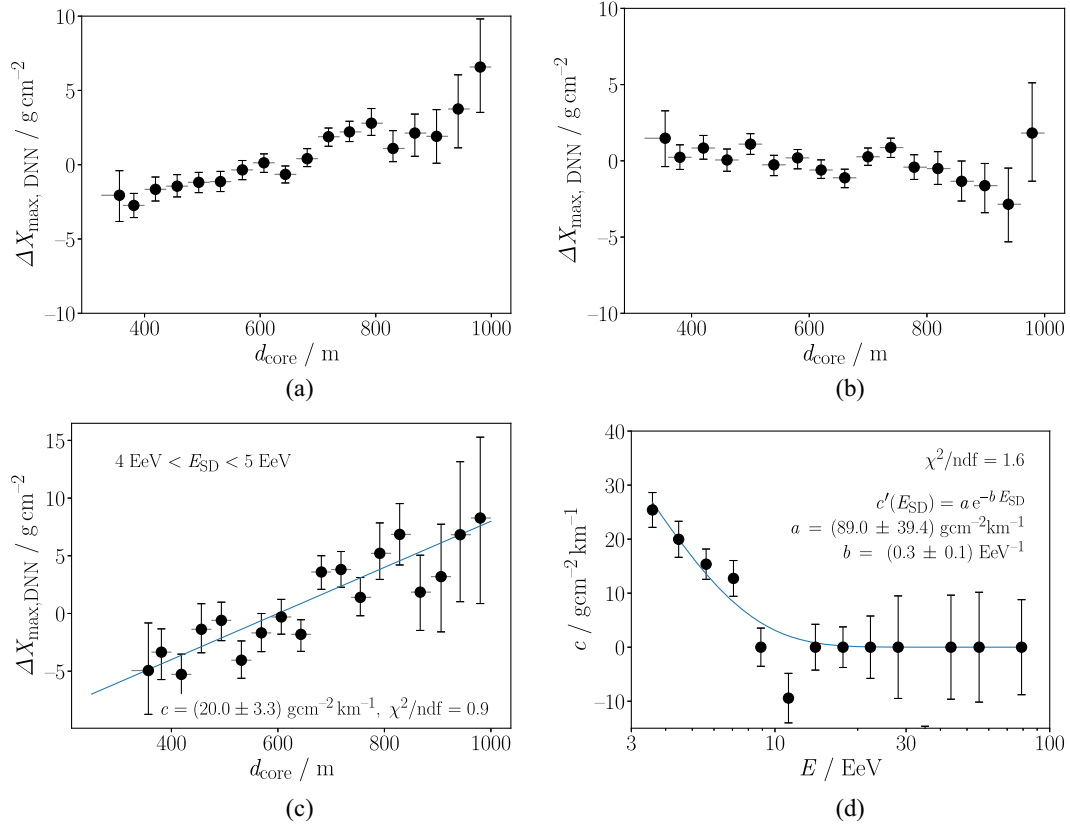 10
5
0
−5
−10
ΔX_max, DNN / g cm⁻²
400 600 800 1000
d_core / m
(a)
10
5
0
−5
−10
ΔX_max, DNN / g cm⁻²
400 600 800 1000
d_core / m
(b)
15
10
5
0
−5
ΔX_max,DNN / g cm⁻²
4 EeV < E_SD < 5 EeV
c = (20.0 ± 3.3) gcm⁻² km⁻¹, χ²/ndf = 0.9
400 600 800 1000
d_core / m
(c)
40
30
20
10
0
−10
c / gcm⁻² km⁻¹
χ²/ndf = 1.6
c′(E_SD) = a e^(−b E_SD)
a = (89.0 ± 39.4) gcm⁻²km⁻¹
b = (0.3 ± 0.1) EeV⁻¹
3 10 30 100
E / EeV
(d)